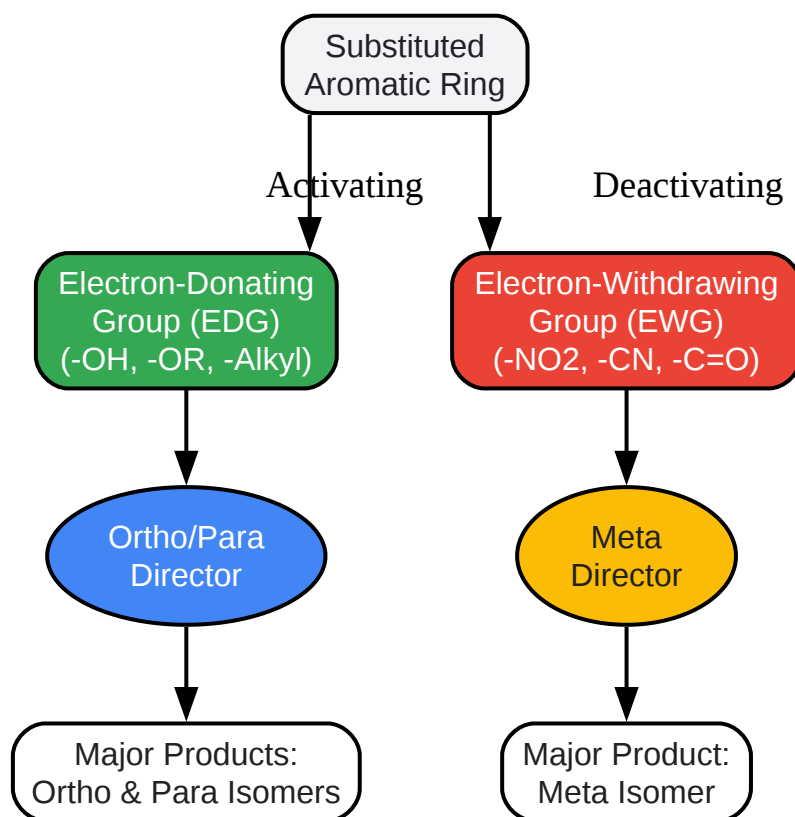 Substituted
Aromatic Ring
Activating
Deactivating
Electron-Donating
Group (EDG)
(-OH, -OR, -Alkyl)
Electron-Withdrawing
Group (EWG)
(-NO2, -CN, -C=O)
Ortho/Para
Director
Meta
Director
Major Products:
Ortho & Para Isomers
Major Product:
Meta Isomer